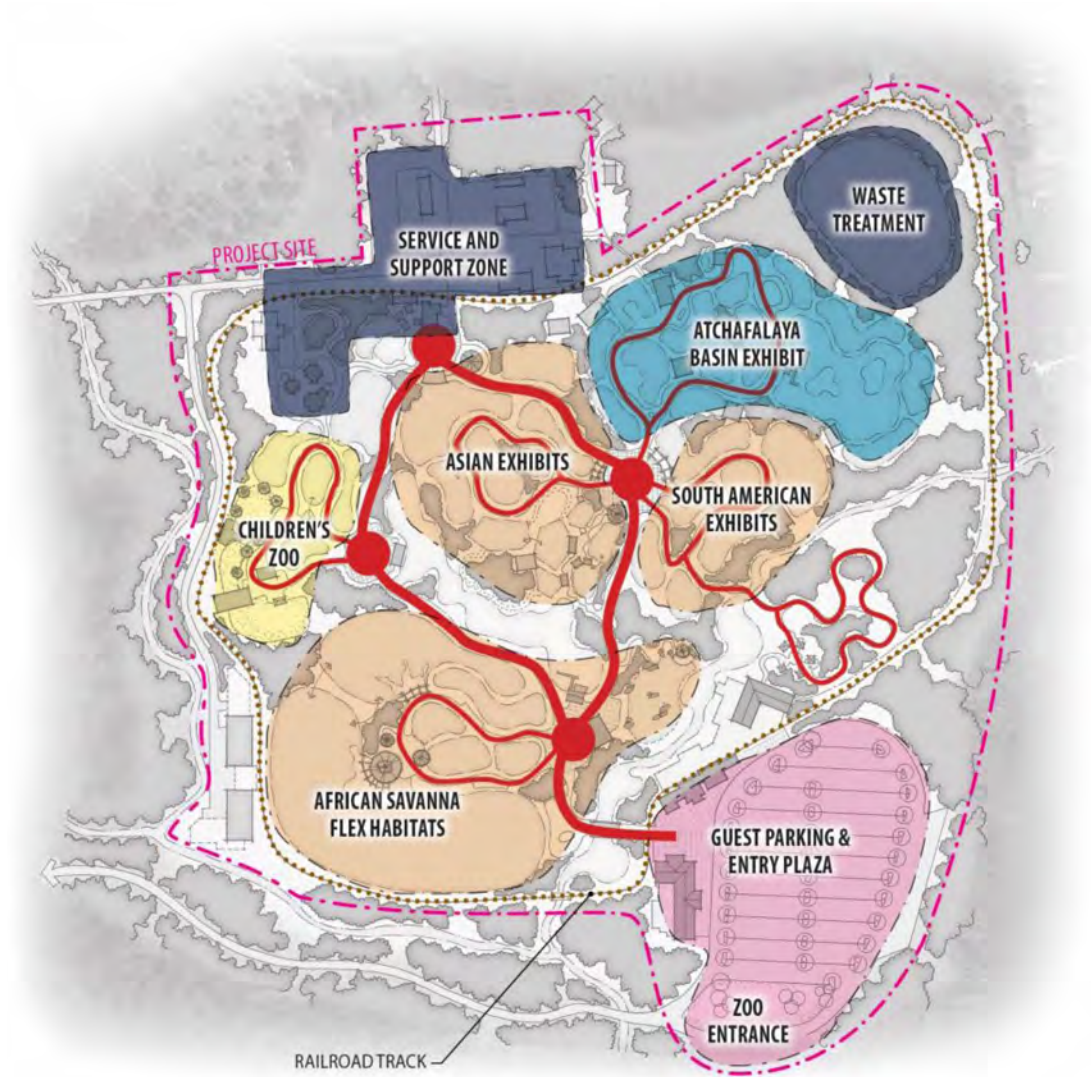 WASTE
TREATMENT
PROJECT SITE
SERVICE AND
SUPPORT ZONE
ATCHAFALAYA
BASIN EXHIBIT
ASIAN EXHIBITS
SOUTH AMERICAN
EXHIBITS
CHILDREN'S
ZOO
AFRICAN SAVANNA
FLEX HABITATS
GUEST PARKING &
ENTRY PLAZA
ZOO
ENTRANCE
RAILROAD TRACK